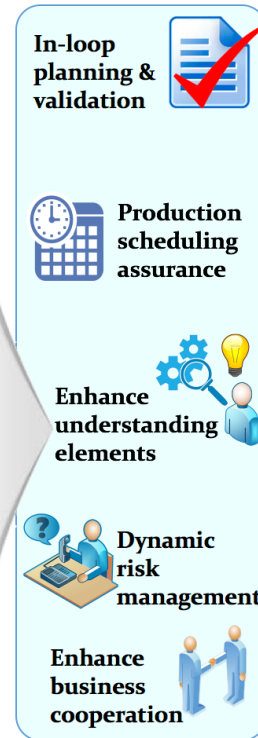 In-loop
planning &
validation
Production
scheduling
assurance
Enhance
understanding
elements
?
Dynamic
risk
management
Enhance
business
cooperation